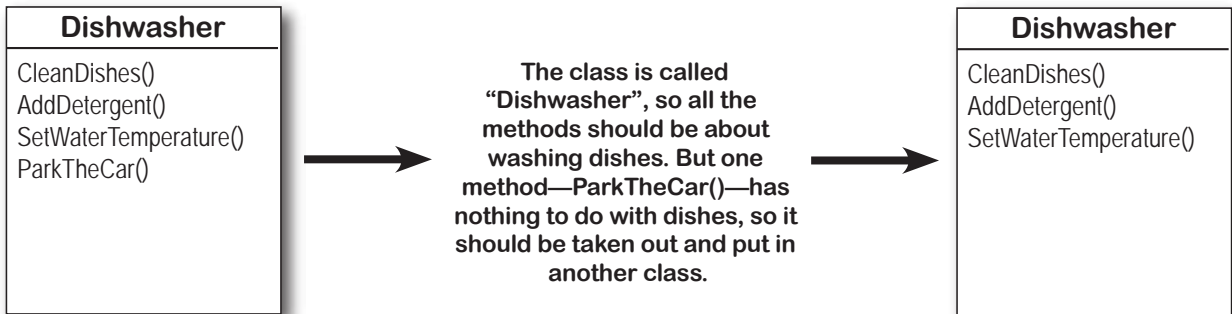 Dishwasher
CleanDishes()
AddDetergent()
SetWaterTemperature()
ParkTheCar()
The class is called
“Dishwasher”, so all the
methods should be about
washing dishes. But one
method—ParkTheCar()—has
nothing to do with dishes, so it
should be taken out and put in
another class.
Dishwasher
CleanDishes()
AddDetergent()
SetWaterTemperature()